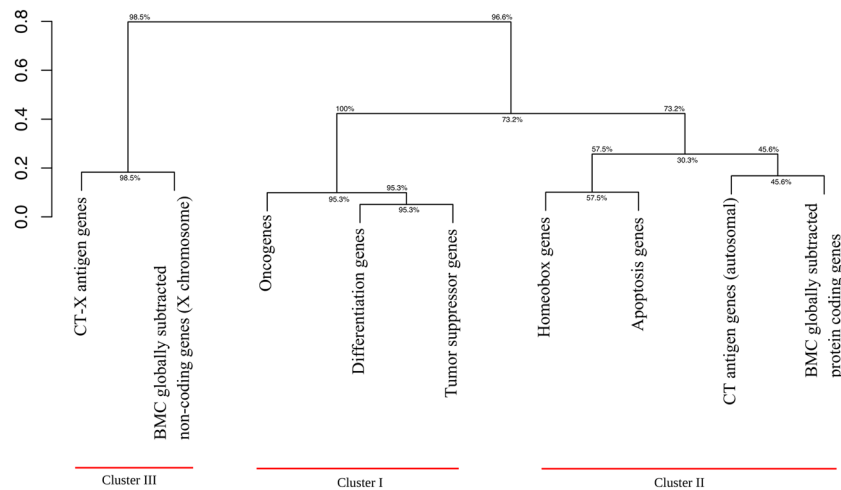 0.8
0.6
0.4
0.2
0.0
98.5%
96.6%
98.5%
100%
73.2%
73.2%
95.3%
95.3%
95.3%
57.5%
45.6%
30.3%
57.5%
45.6%
CT-X antigen genes
BMC globally subtracted
non-coding genes (X chromosome)
Oncogenes
Differentiation genes
Tumor suppressor genes
Homeobox genes
Apoptosis genes
CT antigen genes (autosomal)
BMC globally subtracted
protein coding genes
Cluster III
Cluster I
Cluster II